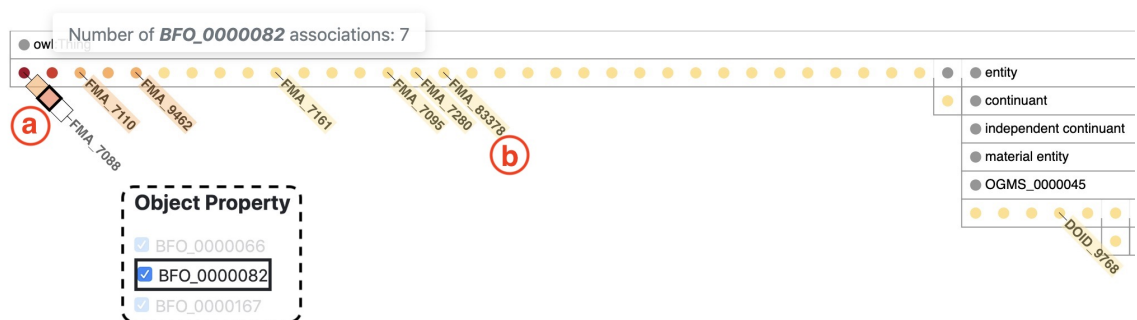 Number of BFO_0000082 associations: 7
owl:Thing
entity
FMA_7110
FMA_9462
FMA_7161
FMA_7095
FMA_7280
FMA_83378
continuant
a
FMA_7088
b
independent continuant
material entity
OGMS_0000045
Object Property
DOID_9768
BFO_0000066
BFO_0000082
BFO_0000167